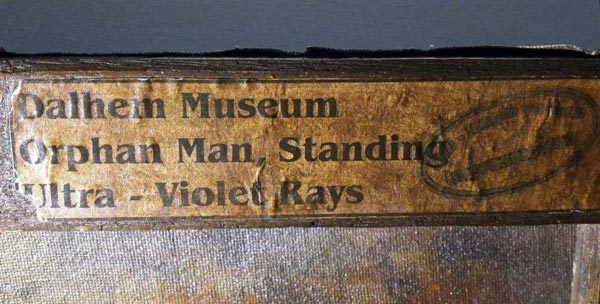 Dalhem Museum
Orphan Man, Standing
Ultra - Violet Rays